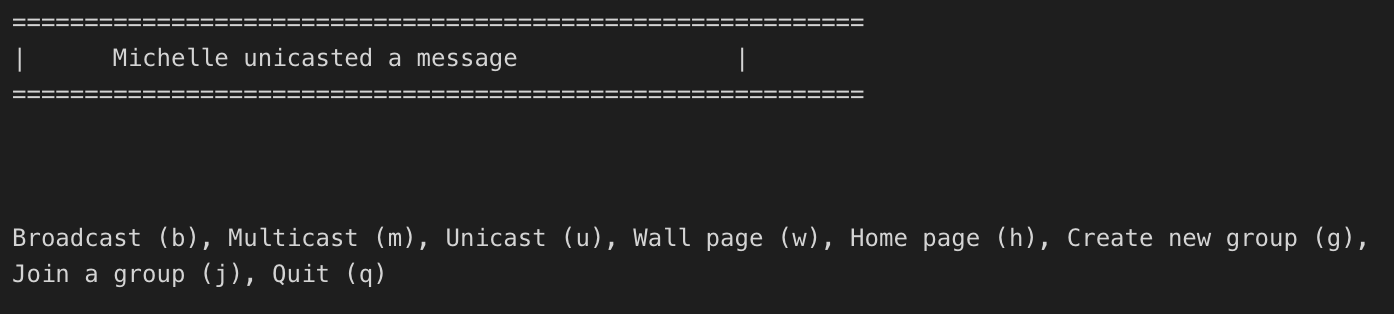 ===========================================================
|      Michelle unicasted a message               |
===========================================================
Broadcast (b), Multicast (m), Unicast (u), Wall page (w), Home page (h), Create new group (g),
Join a group (j), Quit (q)